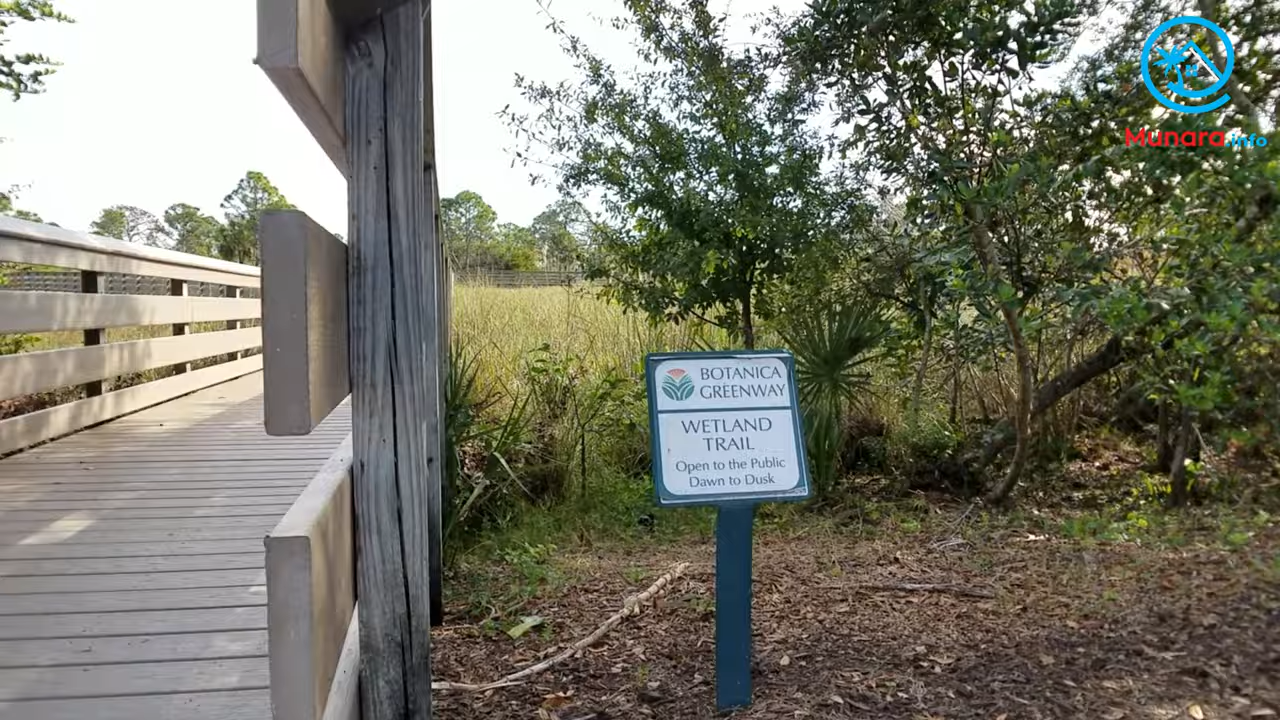 Munara.info
BOTANICA
GREENWAY
WETLAND
TRAIL
Open to the Public
Dawn to Dusk